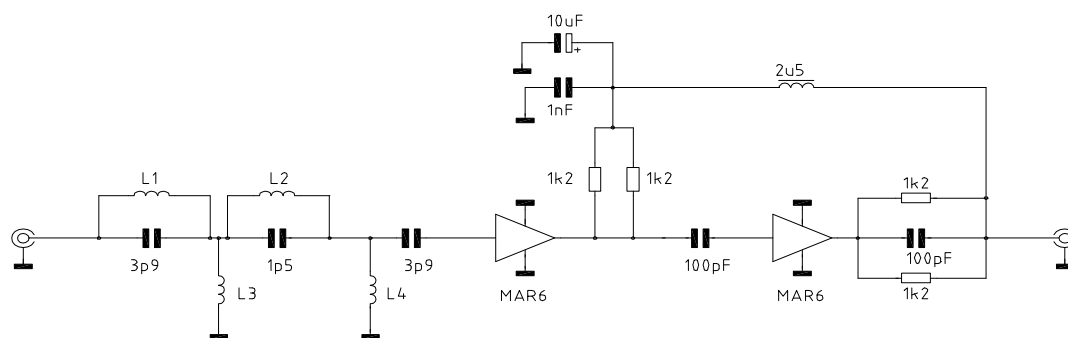 10uF
+
1nF
2u5
1k2
1k2
1k2
L1
L2
3p9
1p5
3p9
100pF
100pF
1k2
L3
L4
MAR6
MAR6